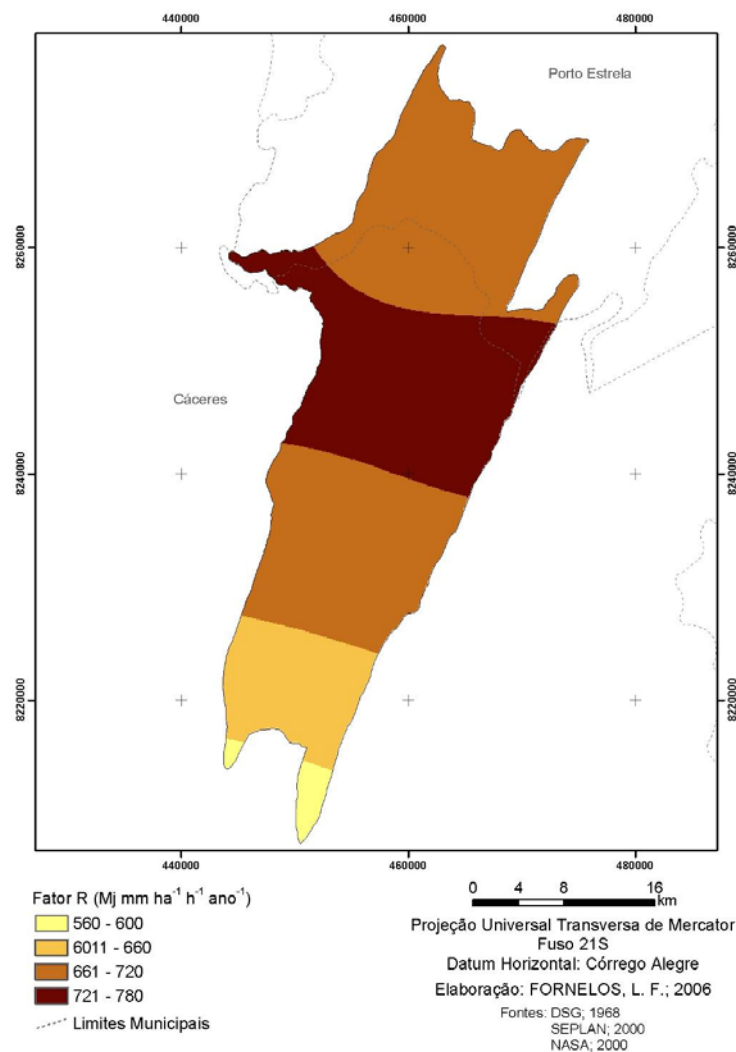 440000
460000
480000
Porto Estrela
8260000
8260000
Cáceres
8240000
8240000
8220000
8220000
440000
460000
480000
Fator R (Mj mm ha⁻¹ h⁻¹ ano⁻¹)
560 - 600
6011 - 660
661 - 720
721 - 780
Limites Municipais
0 4 8 16
km
Projeção Universal Transversa de Mercator
Fuso 21S
Datum Horizontal: Córrego Alegre
Elaboração: FORNELOS, L. F.; 2006
Fontes: DSG; 1968
SEPLAN; 2000
NASA; 2000